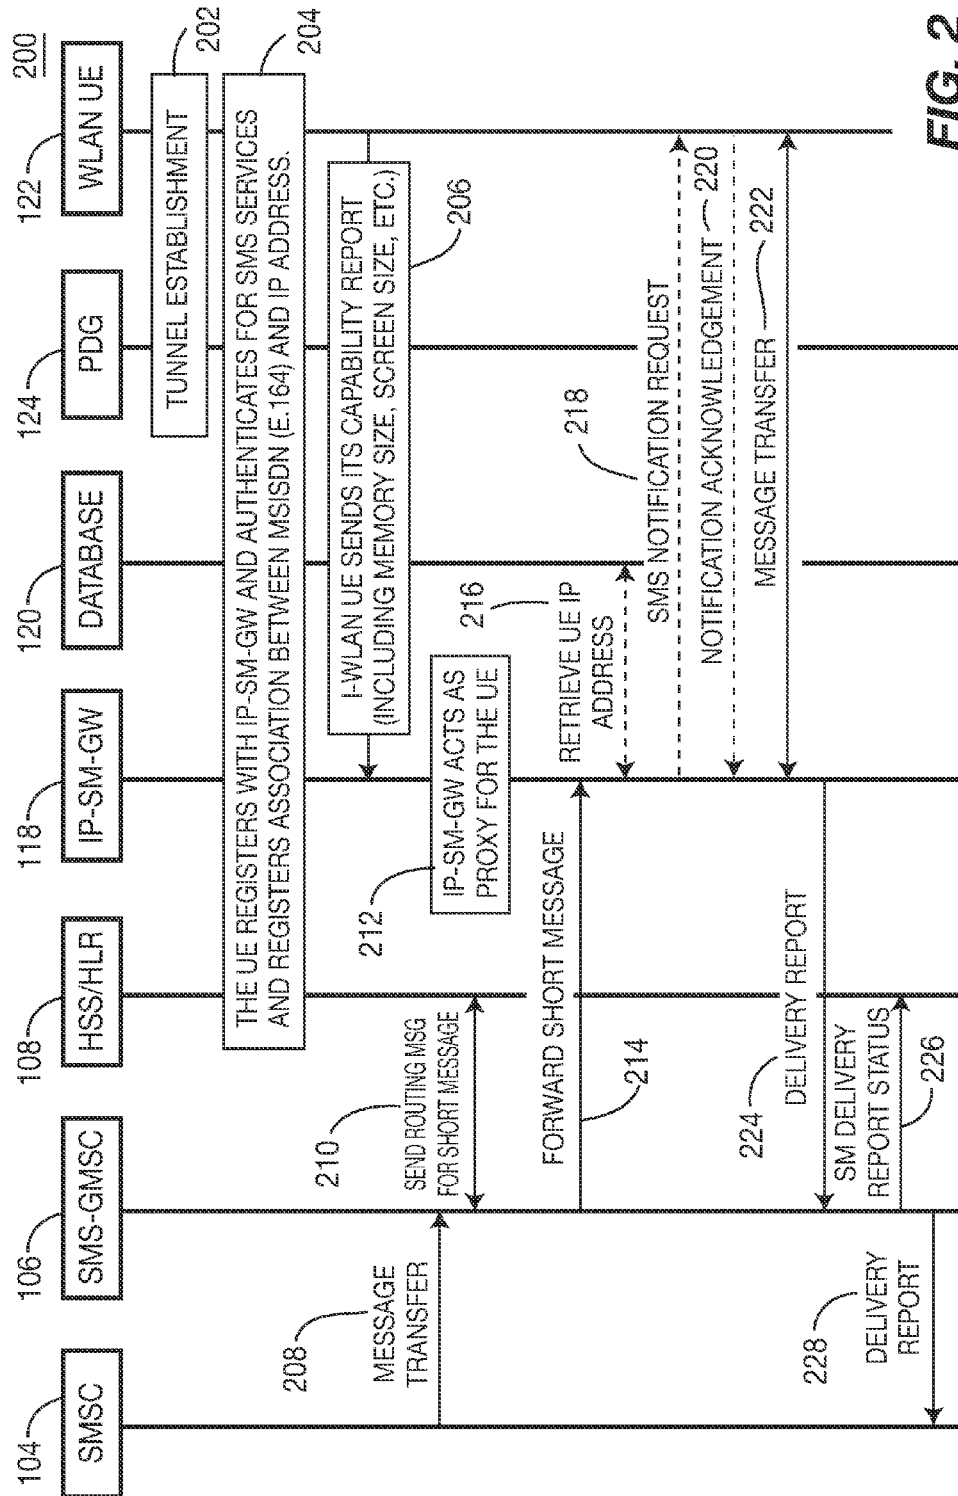 200
104
106
108
118
120
124
122
SMSC
SMS-GMSC
HSS/HLR
IP-SM-GW
DATABASE
PDG
WLAN UE
TUNNEL ESTABLISHMENT
202
THE UE REGISTERS WITH IP-SM-GW AND AUTHENTICATES FOR SMS SERVICES
AND REGISTERS ASSOCIATION BETWEEN MSISDN (E.164) AND IP ADDRESS.
204
I-WLAN UE SENDS ITS CAPABILITY REPORT
(INCLUDING MEMORY SIZE, SCREEN SIZE, ETC.)
206
208
MESSAGE
TRANSFER
210
SEND ROUTING MSG
FOR SHORT MESSAGE
212
IP-SM-GW ACTS AS
PROXY FOR THE UE
FORWARD SHORT MESSAGE
214
216
RETRIEVE UE IP
ADDRESS
218
SMS NOTIFICATION REQUEST
NOTIFICATION ACKNOWLEDGEMENT
220
MESSAGE TRANSFER
222
224
DELIVERY REPORT
SM DELIVERY
REPORT STATUS
226
228
DELIVERY
REPORT
FIG. 2